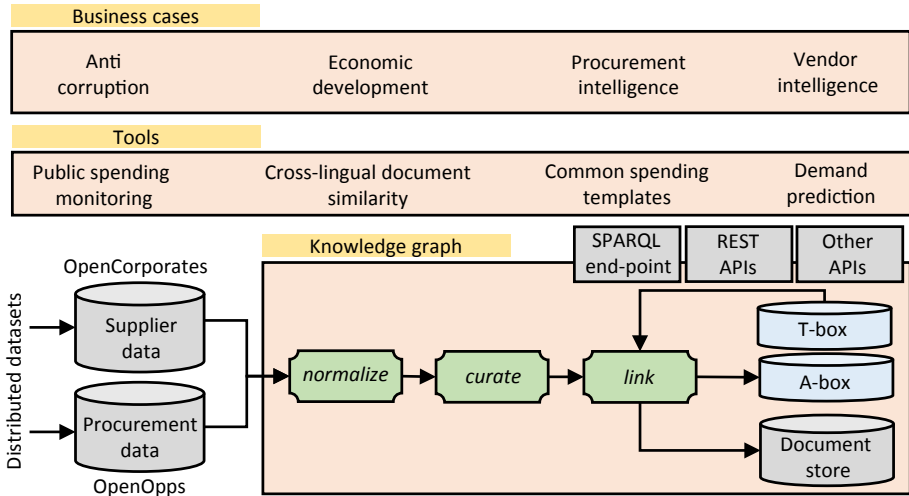 Business cases
Anti
corruption
Economic
development
Procurement
intelligence
Vendor
intelligence
Tools
Public spending
monitoring
Cross-lingual document
similarity
Common spending
templates
Demand
prediction
Knowledge graph
SPARQL
end-point
REST
APIs
Other
APIs
Distributed datasets
OpenCorporates
Supplier
data
Procurement
data
OpenOpps
normalize
curate
link
T-box
A-box
Document
store